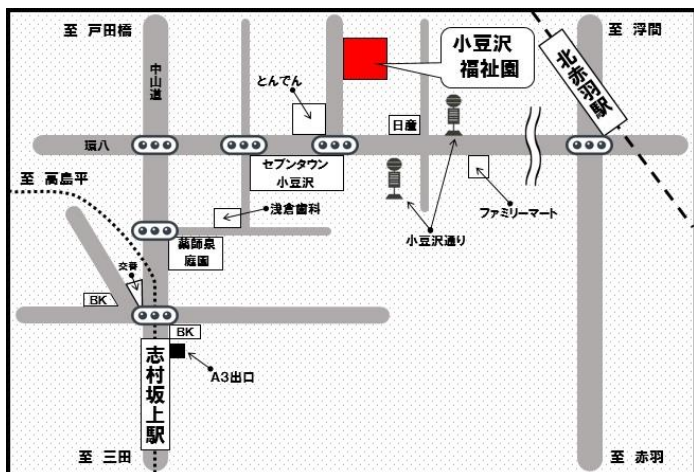 至 戸田橋
中山道
とんでん
小豆沢
福祉園
至 浮間
北赤羽駅
環八
日産
セブンタウン
小豆沢
至 高島平
浅倉歯科
ファミリーマート
小豆沢通り
薬師泉
庭園
交番
BK
BK
志村坂上駅
A3出口
至 三田
至 赤羽